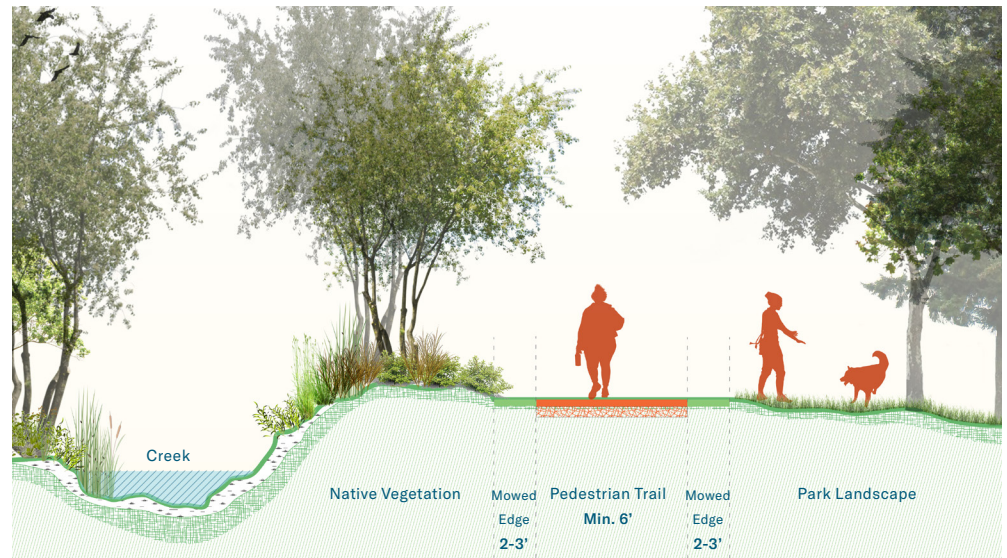 Creek
Native Vegetation
Mowed
Edge
2-3’
Pedestrian Trail
Min. 6’
Mowed
Edge
2-3’
Park Landscape